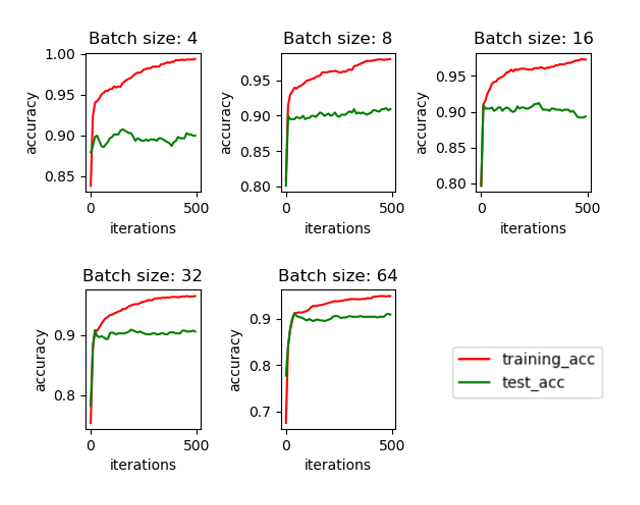 Batch size: 4
1.00
0.95
0.90
0.85
accuracy
0
500
iterations
Batch size: 8
0.95
0.90
0.85
0.80
accuracy
0
500
iterations
Batch size: 16
0.95
0.90
0.85
0.80
accuracy
0
500
iterations
Batch size: 32
0.9
0.8
accuracy
0
500
iterations
Batch size: 64
0.9
0.8
0.7
accuracy
0
500
iterations
training_acc
test_acc